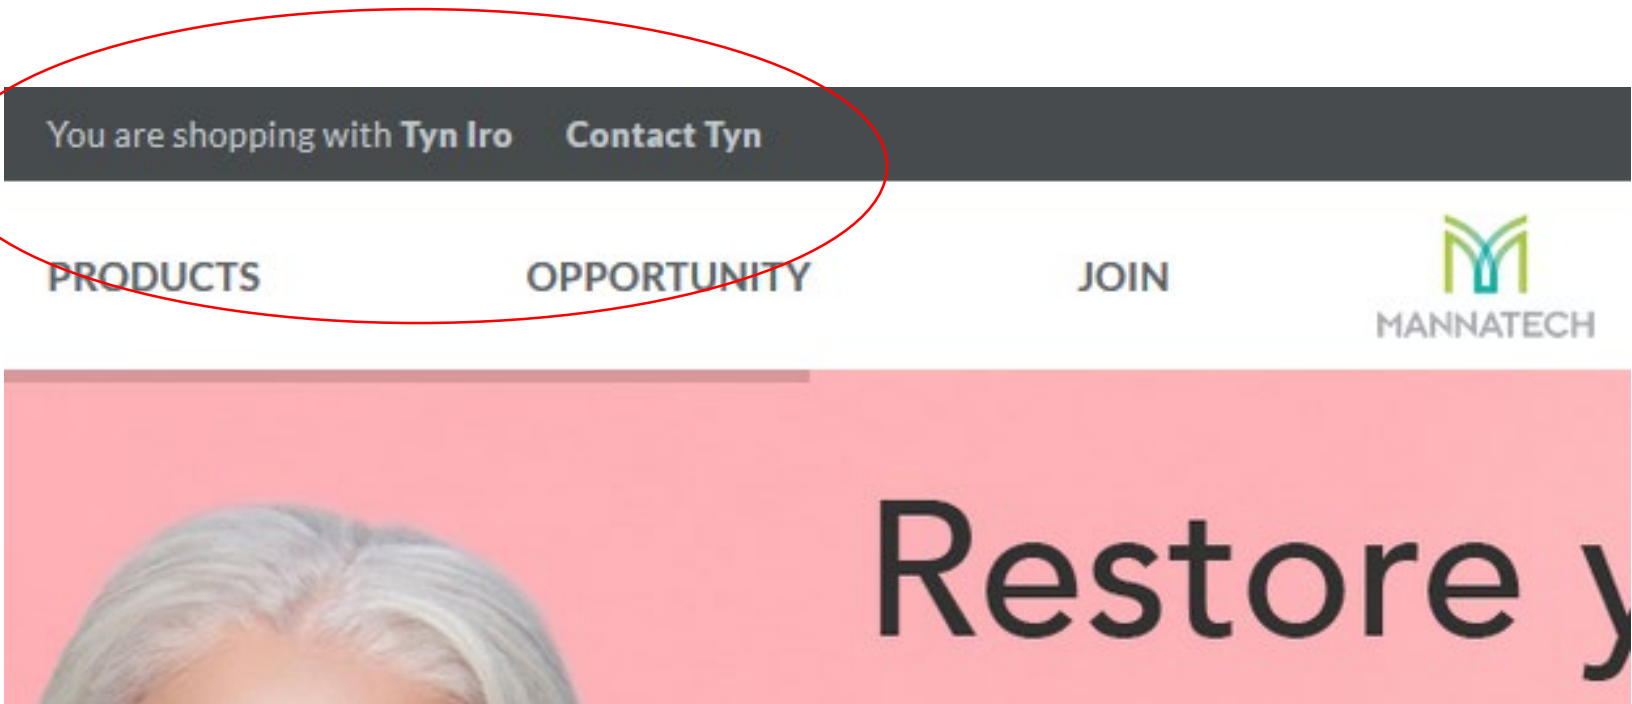 You are shopping with Tyn Iro Contact Tyn
PRODUCTS OPPORTUNITY JOIN
MANNATECH
Restore